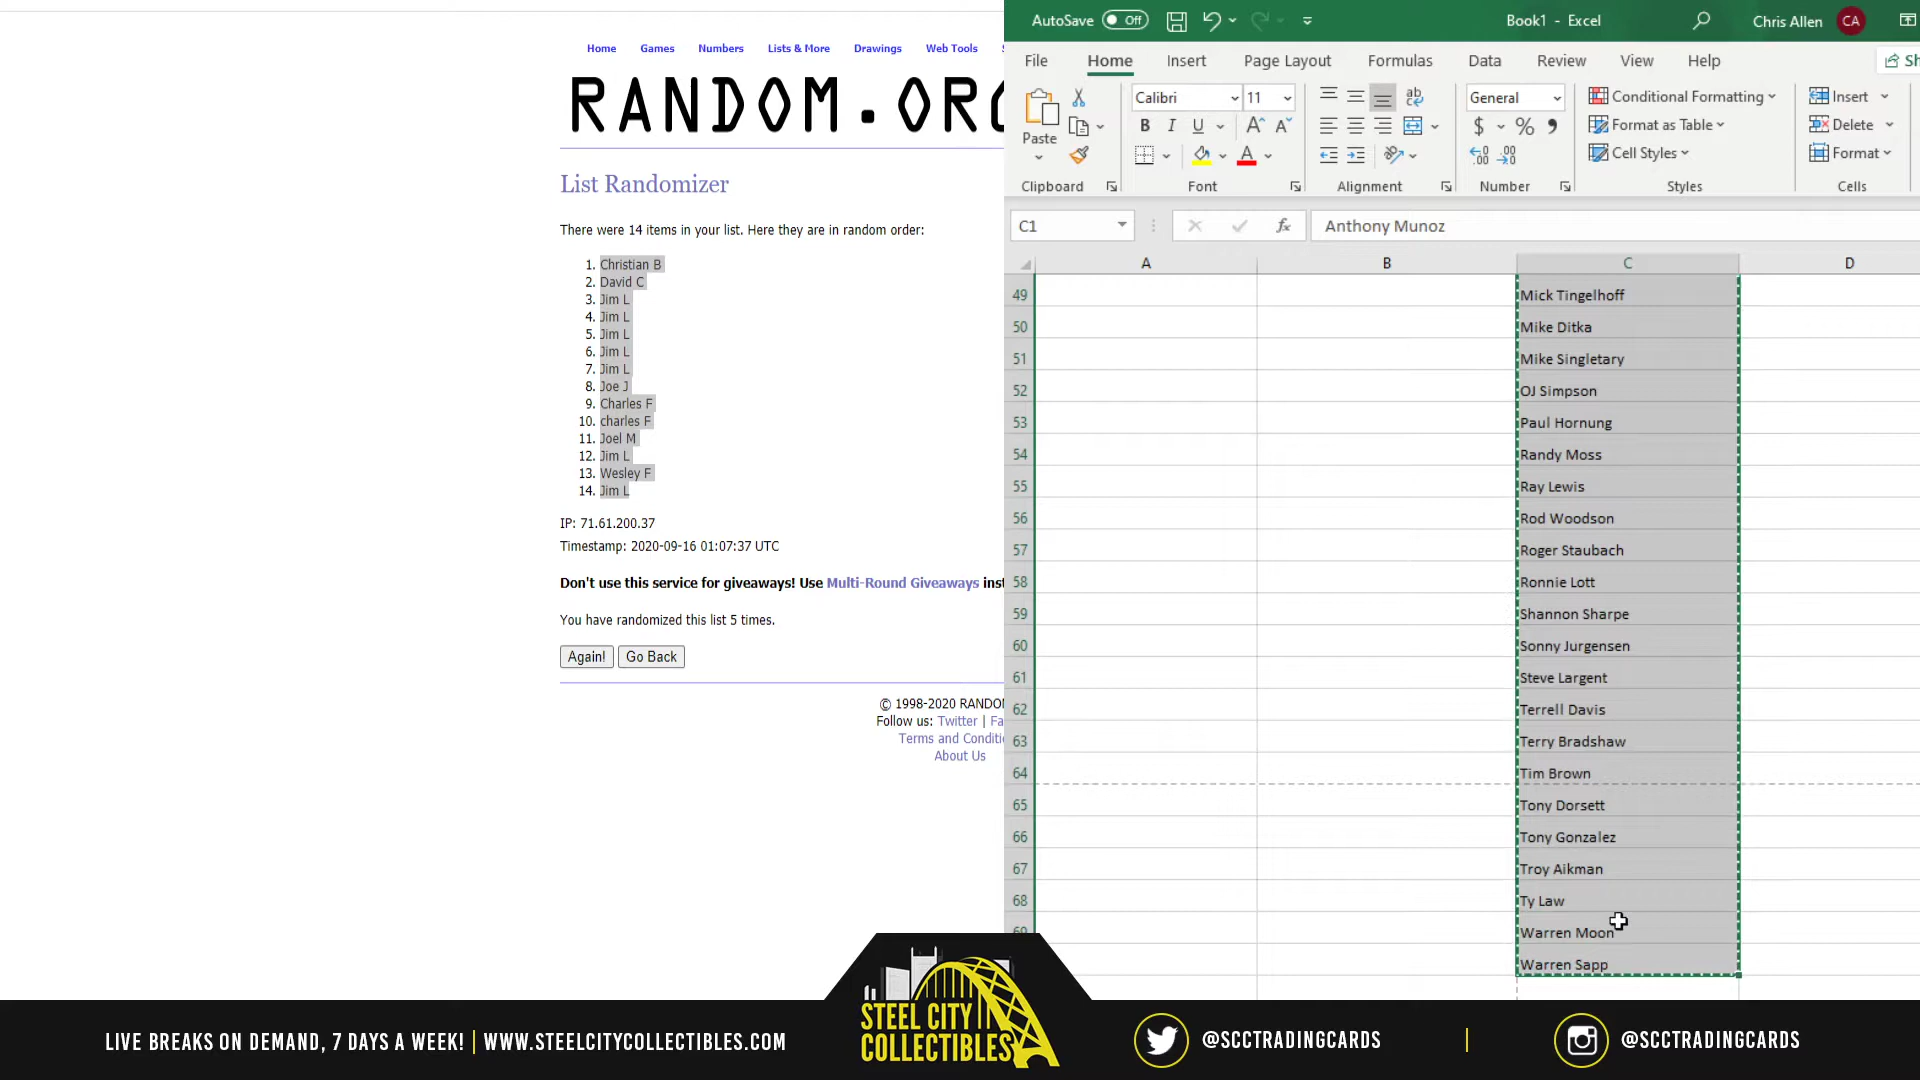 Home Games Numbers Lists & More Drawings Web Tools
RANDOM.ORG
List Randomizer
There were 14 items in your list. Here they are in random order:
1. Christian B
2. David C
3. Jim L
4. Jim L
5. Jim L
6. Jim L
7. Jim L
8. Joe J
9. Charles F
10. charles F
11. Joel M
12. Jim L
13. Wesley F
14. Jim L
IP: 71.61.200.37
Timestamp: 2020-09-16 01:07:37 UTC
Don't use this service for giveaways! Use Multi-Round Giveaways
You have randomized this list 5 times.
Again! Go Back
© 1998-2020
Follow us: Twitter |
Terms and
About Us
AutoSave Off Book1 - Excel Chris Allen CA
File Home Insert Page Layout Formulas Data Review View Help
Calibri 11 General Conditional Formatting Insert
Paste B I U $ % Format as Table Delete
Cell Styles Format
Clipboard Font Alignment Number Styles Cells
C1 fx Anthony Munoz
A B C D
49 Mick Tingelhoff
50 Mike Ditka
51 Mike Singletary
52 OJ Simpson
53 Paul Hornung
54 Randy Moss
55 Ray Lewis
56 Rod Woodson
57 Roger Staubach
58 Ronnie Lott
59 Shannon Sharpe
60 Sonny Jurgensen
61 Steve Largent
62 Terrell Davis
63 Terry Bradshaw
64 Tim Brown
65 Tony Dorsett
66 Tony Gonzalez
67 Troy Aikman
68 Ty Law
69 Warren Moon
Warren Sapp
LIVE BREAKS ON DEMAND, 7 DAYS A WEEK! | WWW.STEELCITYCOLLECTIBLES.COM
STEEL CITY
COLLECTIBLES
@SCCTRADINGCARDS | @SCCTRADINGCARDS